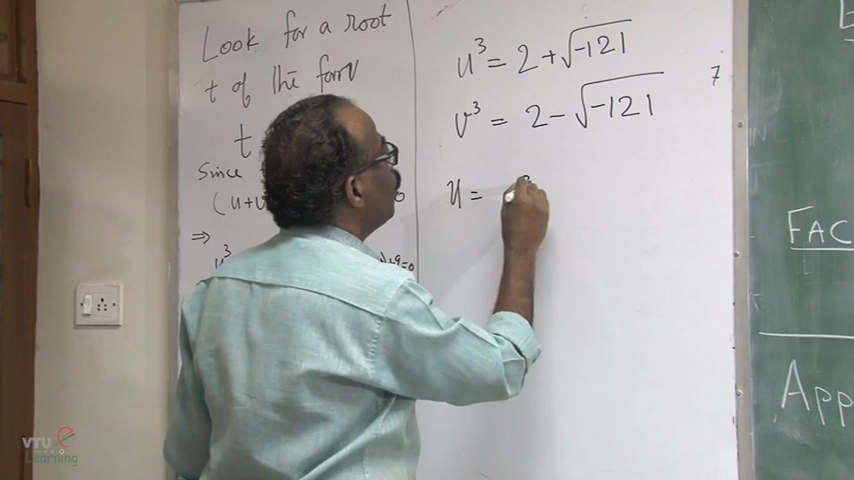 Look for a root
t of the form
t
Since
(u+v
⇒
u³
u³ = 2 + √-121
v³ = 2 - √-121
u =
7
FAC
App
VTU e
Learning